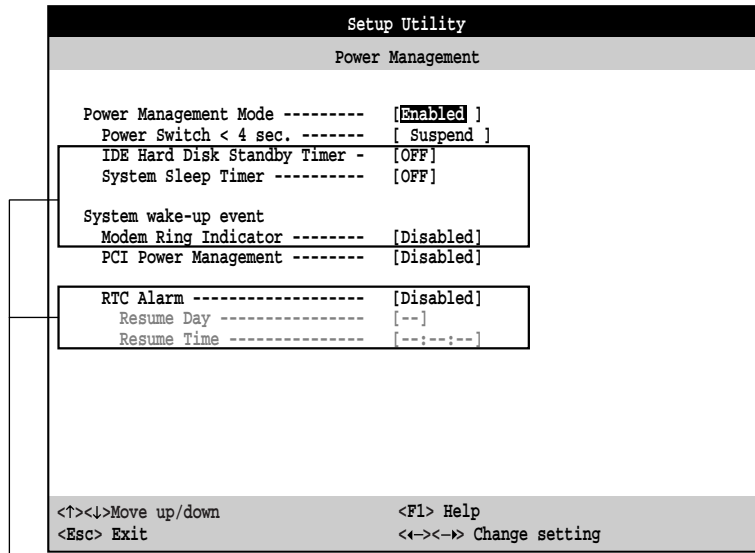 Setup Utility
Power Management
Power Management Mode --------- [Enabled ]
Power Switch < 4 sec. ------- [ Suspend ]
IDE Hard Disk Standby Timer - [OFF]
System Sleep Timer ---------- [OFF]
System wake-up event
Modem Ring Indicator -------- [Disabled]
PCI Power Management -------- [Disabled]
RTC Alarm ------------------- [Disabled]
Resume Day ---------------- [--]
Resume Time --------------- [--:--:--]
<↑><↓>Move up/down <F1> Help
<Esc> Exit <←><→> Change setting